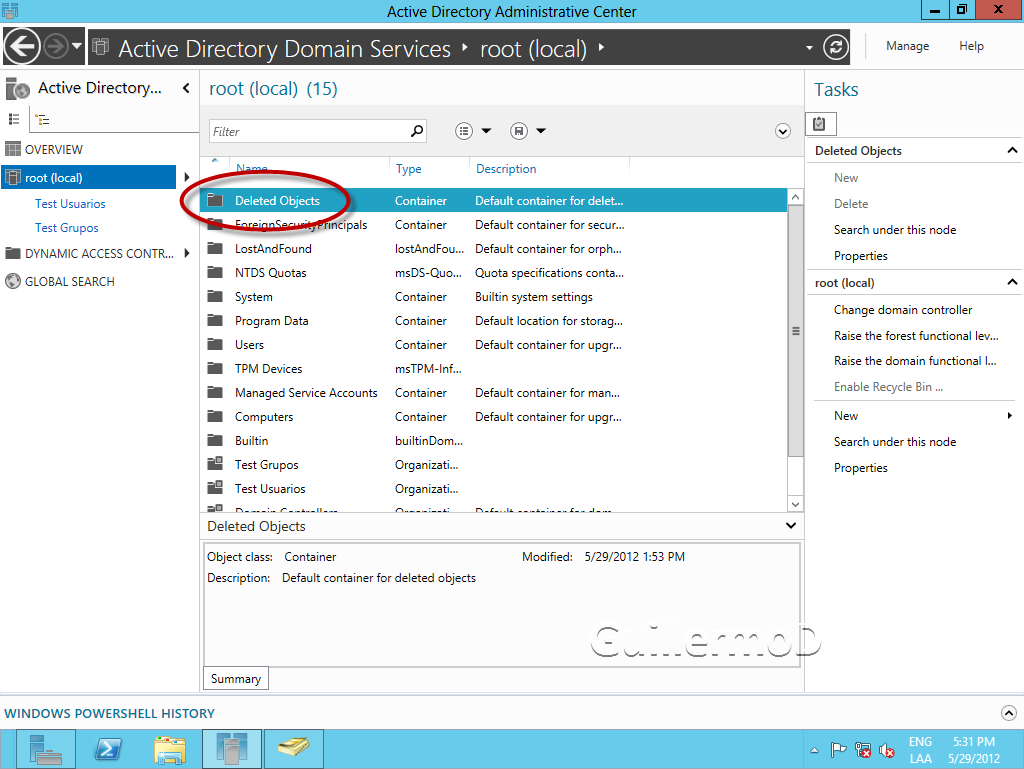 Active Directory Administrative Center
Active Directory Domain Services root (local)
Manage Help
Active Directory...
OVERVIEW
root (local)
Test Usuarios
Test Grupos
DYNAMIC ACCESS CONTR...
GLOBAL SEARCH
root (local) (15)
Filter
Name Type Description
Deleted Objects Container Default container for delet...
ForeignSecurityPrincipals Container Default container for secur...
LostAndFound lostAndFou... Default container for orph...
NTDS Quotas msDS-Quo... Quota specifications conta...
System Container Builtin system settings
Program Data Container Default location for storag...
Users Container Default container for upgr...
TPM Devices msTPM-Inf...
Managed Service Accounts Container Default container for man...
Computers Container Default container for upgr...
Builtin builtinDom...
Test Grupos Organizati...
Test Usuarios Organizati...
Domain Controllers Organizati... Default container for dom...
Deleted Objects
Object class: Container Modified: 5/29/2012 1:53 PM
Description: Default container for deleted objects
GuillermoD
Summary
Tasks
Deleted Objects
New
Delete
Search under this node
Properties
root (local)
Change domain controller
Raise the forest functional lev...
Raise the domain functional l...
Enable Recycle Bin ...
New
Search under this node
Properties
WINDOWS POWERSHELL HISTORY
ENG 5:31 PM
LAA 5/29/2012